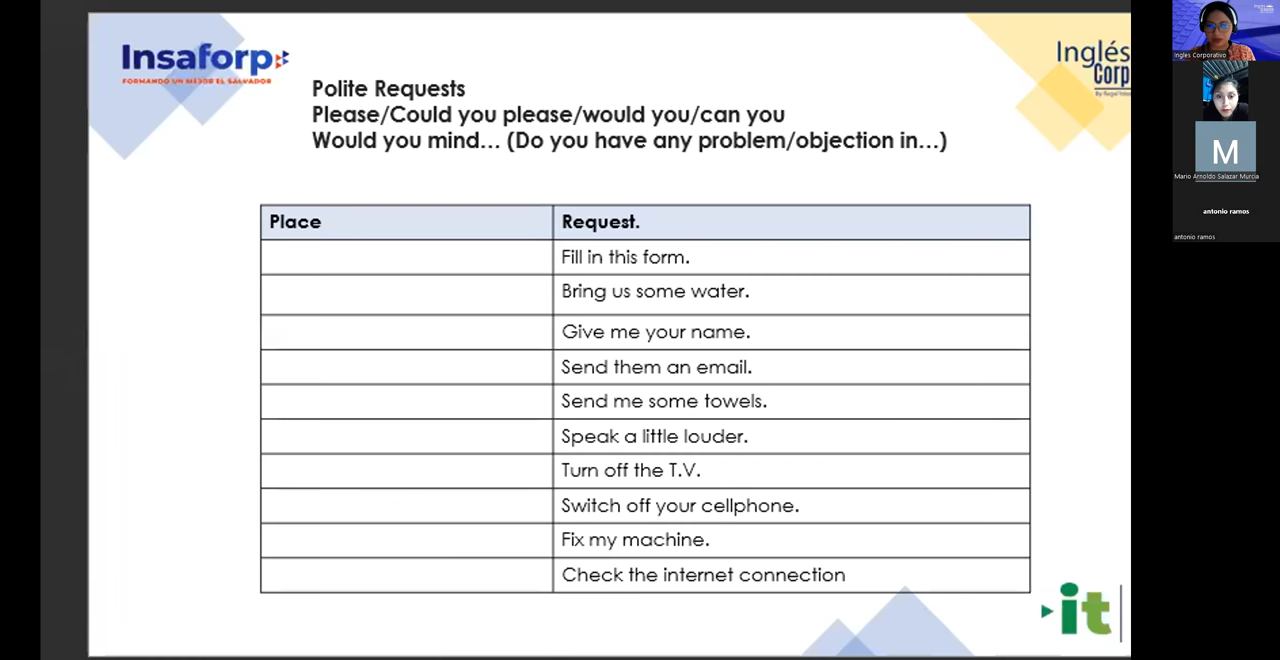 Insaforp
FORMANDO UN MEJOR EL SALVADOR
Inglés
Corp
Polite Requests
Please/Could you please/would you/can you
Would you mind... (Do you have any problem/objection in...)
Place Request.
Fill in this form.
Bring us some water.
Give me your name.
Send them an email.
Send me some towels.
Speak a little louder.
Turn off the T.V.
Switch off your cellphone.
Fix my machine.
Check the internet connection
it
Ingles Corporativo
M
Mario Arnoldo Salazar Murcia
antonio ramos
antonio ramos